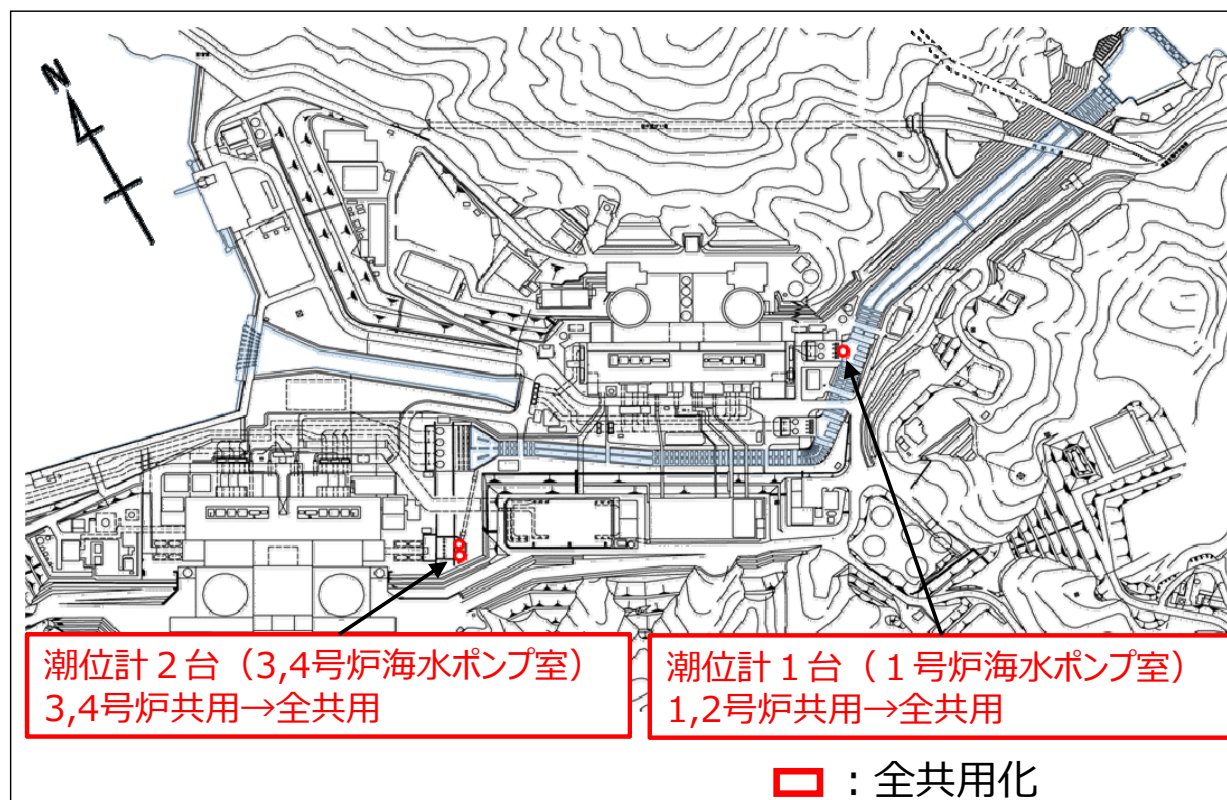 N
潮位計2台（3,4号炉海水ポンプ室）
3,4号炉共用→全共用
潮位計1台（１号炉海水ポンプ室）
1,2号炉共用→全共用
：全共用化